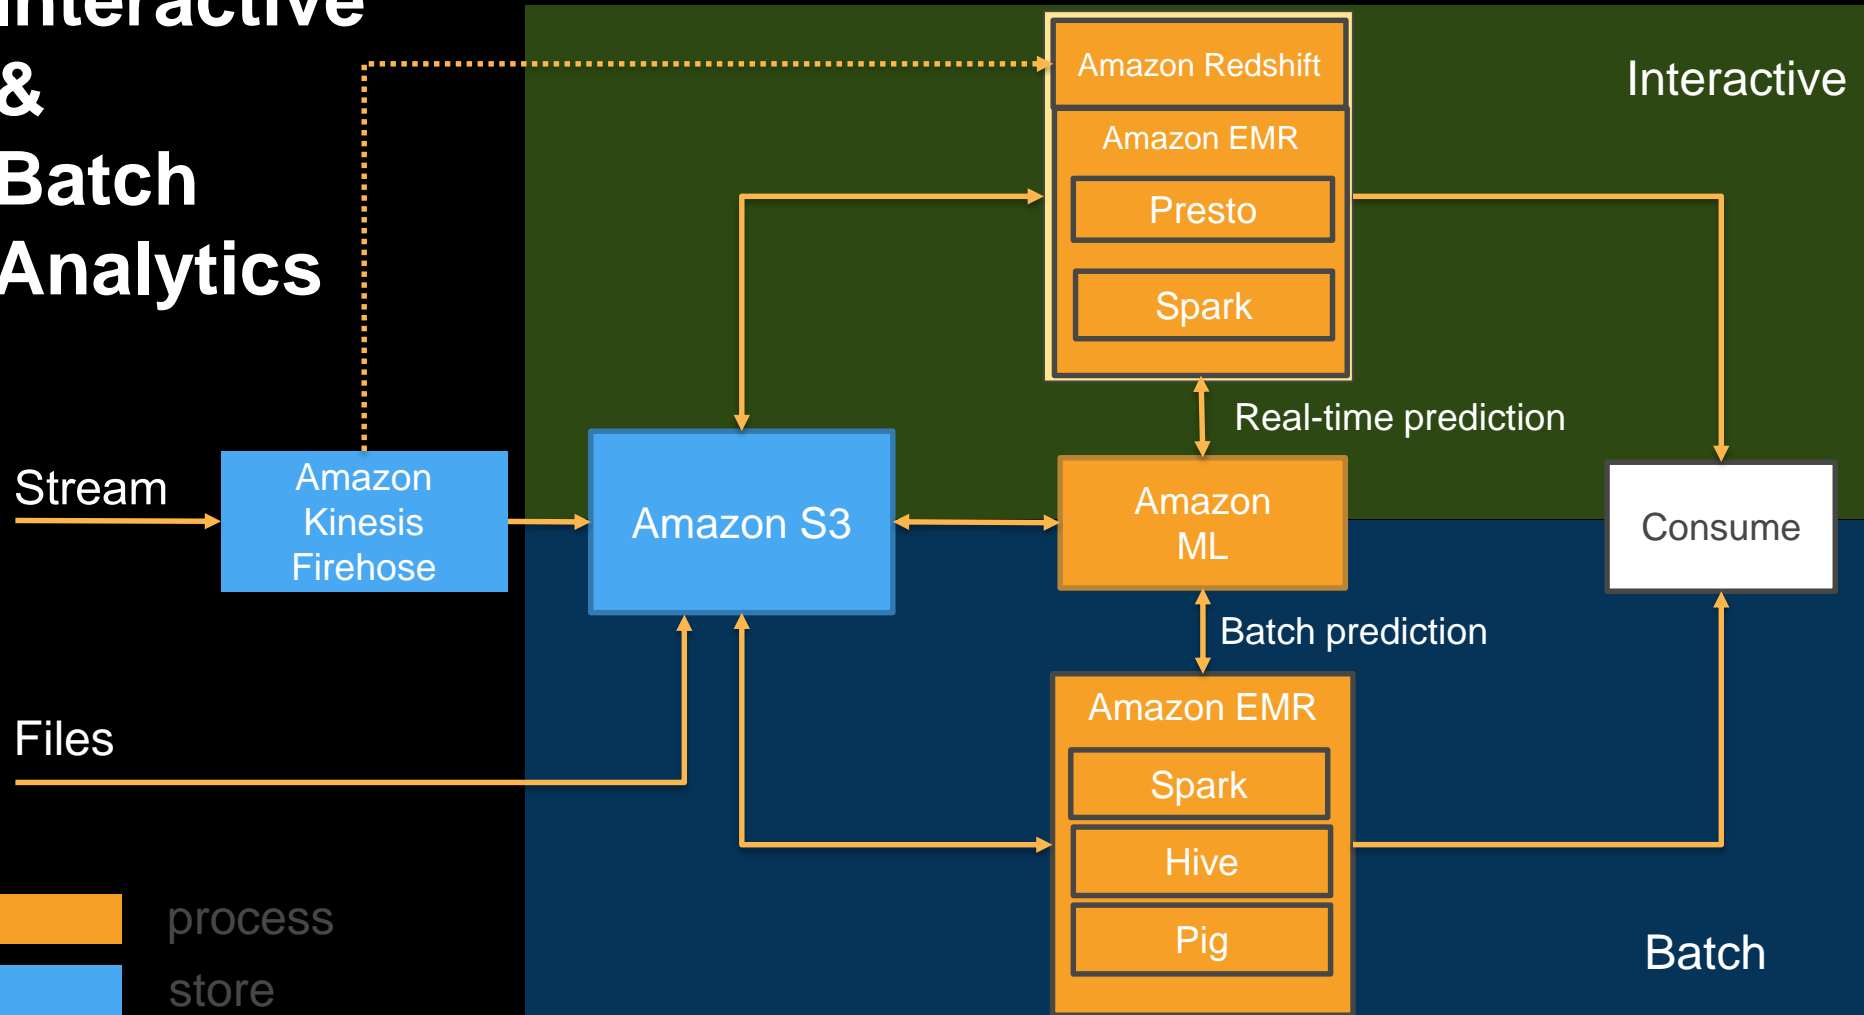 Interactive
&
Batch
Analytics
Amazon Redshift
Interactive
Amazon EMR
Presto
Spark
Real-time prediction
Stream
Amazon
Kinesis
Firehose
Amazon S3
Amazon
ML
Consume
Batch prediction
Files
Amazon EMR
Spark
Hive
Pig
process
store
Batch